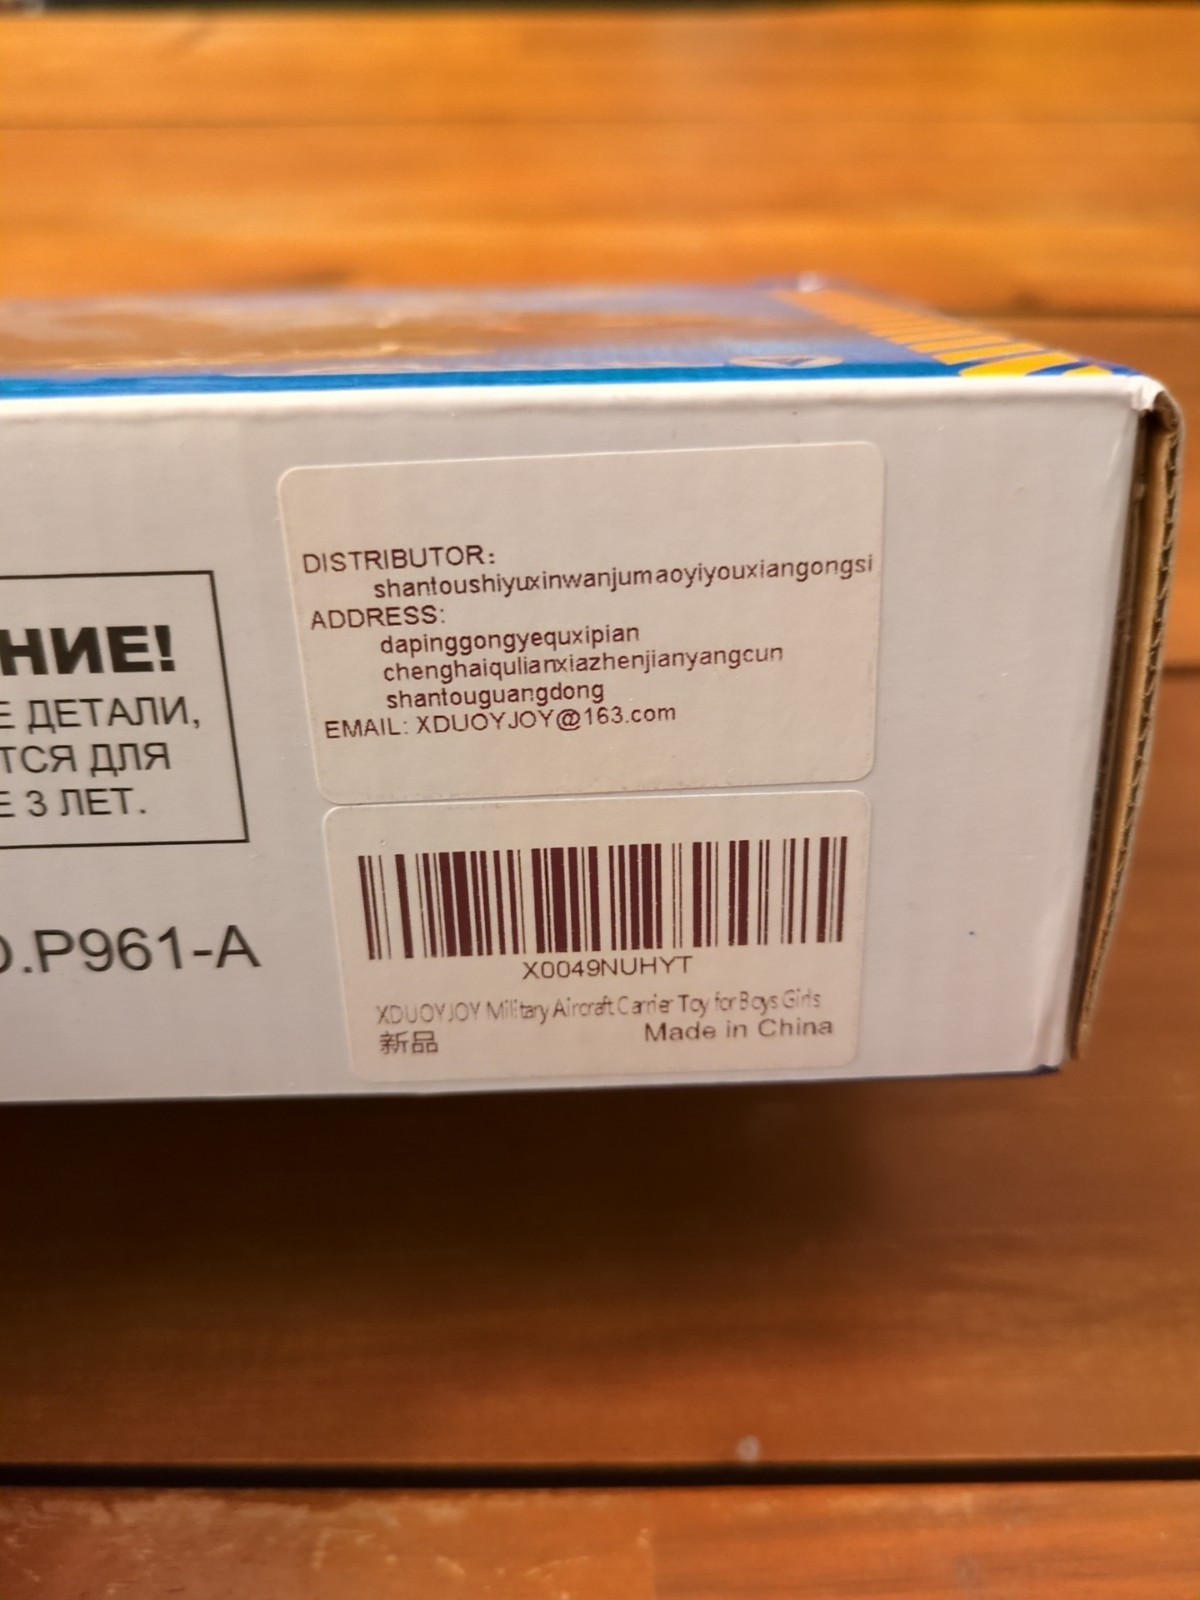 НИЕ!
Е ДЕТАЛИ,
ТСЯ ДЛЯ
Е 3 ЛЕТ.
O.P961-A
DISTRIBUTOR:
shantoushiyuxinwanjumaoyiyouxiangongsi
ADDRESS:
dapinggongyequxipian
chenghaiqulianxiazhenjianyangcun
shantouguangdong
EMAIL: XDUOYJOY@163.com
X0049NUHYT
XDUOYJOY Military Aircraft Carrier Toy for Boys Girls
新品
Made in China